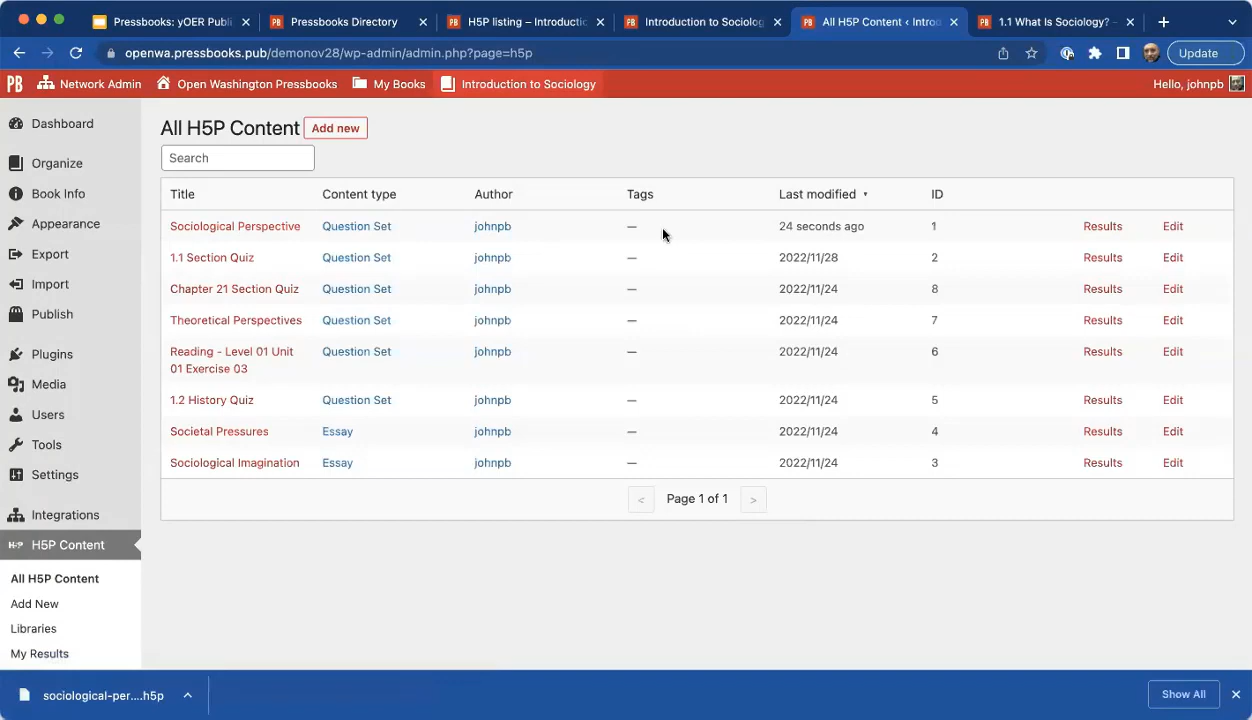 Pressbooks: yOER Publi
Pressbooks Directory
H5P listing – Introductio
Introduction to Sociolog
All H5P Content ‹ Introd
1.1 What Is Sociology? –
openwa.pressbooks.pub/demonov28/wp-admin/admin.php?page=h5p
Update
PB
Network Admin
Open Washington Pressbooks
My Books
Introduction to Sociology
Hello, johnpb
Dashboard
Organize
Book Info
Appearance
Export
Import
Publish
Plugins
Media
Users
Tools
Settings
Integrations
H5P Content
All H5P Content
Add New
Libraries
My Results
All H5P Content Add new
Search
Title Content type Author Tags Last modified ID
Sociological Perspective Question Set johnpb — 24 seconds ago 1 Results Edit
1.1 Section Quiz Question Set johnpb — 2022/11/28 2 Results Edit
Chapter 21 Section Quiz Question Set johnpb — 2022/11/24 8 Results Edit
Theoretical Perspectives Question Set johnpb — 2022/11/24 7 Results Edit
Reading - Level 01 Unit Question Set johnpb — 2022/11/24 6 Results Edit
01 Exercise 03
1.2 History Quiz Question Set johnpb — 2022/11/24 5 Results Edit
Societal Pressures Essay johnpb — 2022/11/24 4 Results Edit
Sociological Imagination Essay johnpb — 2022/11/24 3 Results Edit
< Page 1 of 1 >
sociological-per....h5p
Show All